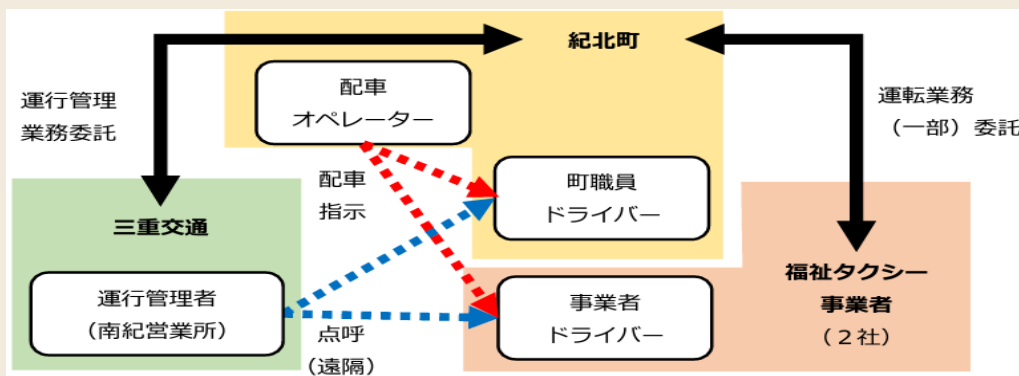 紀北町
配車
オペレーター
運行管理
業務委託
運転業務
（一部）委託
配車
指示
町職員
ドライバー
三重交通
福祉タクシー
事業者
（２社）
運行管理者
（南紀営業所）
事業者
ドライバー
点呼
（遠隔）